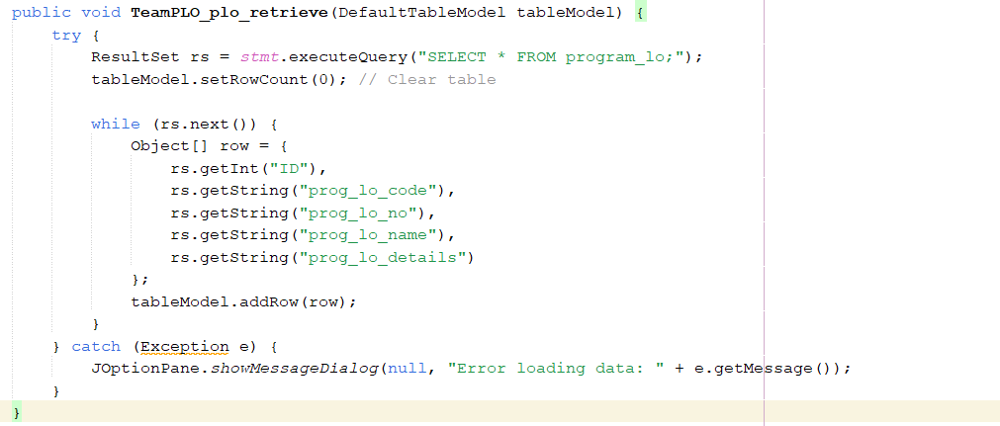 public void TeamPLO_plo_retrieve(DefaultTableModel tableModel) {
    try {
        ResultSet rs = stmt.executeQuery("SELECT * FROM program_lo;");
        tableModel.setRowCount(0); // Clear table

        while (rs.next()) {
            Object[] row = {
                rs.getInt("ID"),
                rs.getString("prog_lo_code"),
                rs.getString("prog_lo_no"),
                rs.getString("prog_lo_name"),
                rs.getString("prog_lo_details")
            };
            tableModel.addRow(row);
        }
    } catch (Exception e) {
        JOptionPane.showMessageDialog(null, "Error loading data: " + e.getMessage());
    }
}